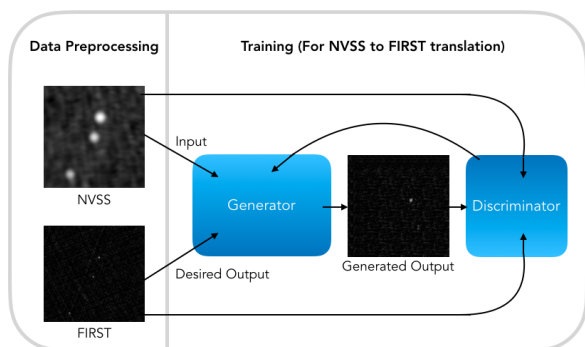 Data Preprocessing
Training (For NVSS to FIRST translation)
NVSS
Input
Generator
Discriminator
Generated Output
Desired Output
FIRST